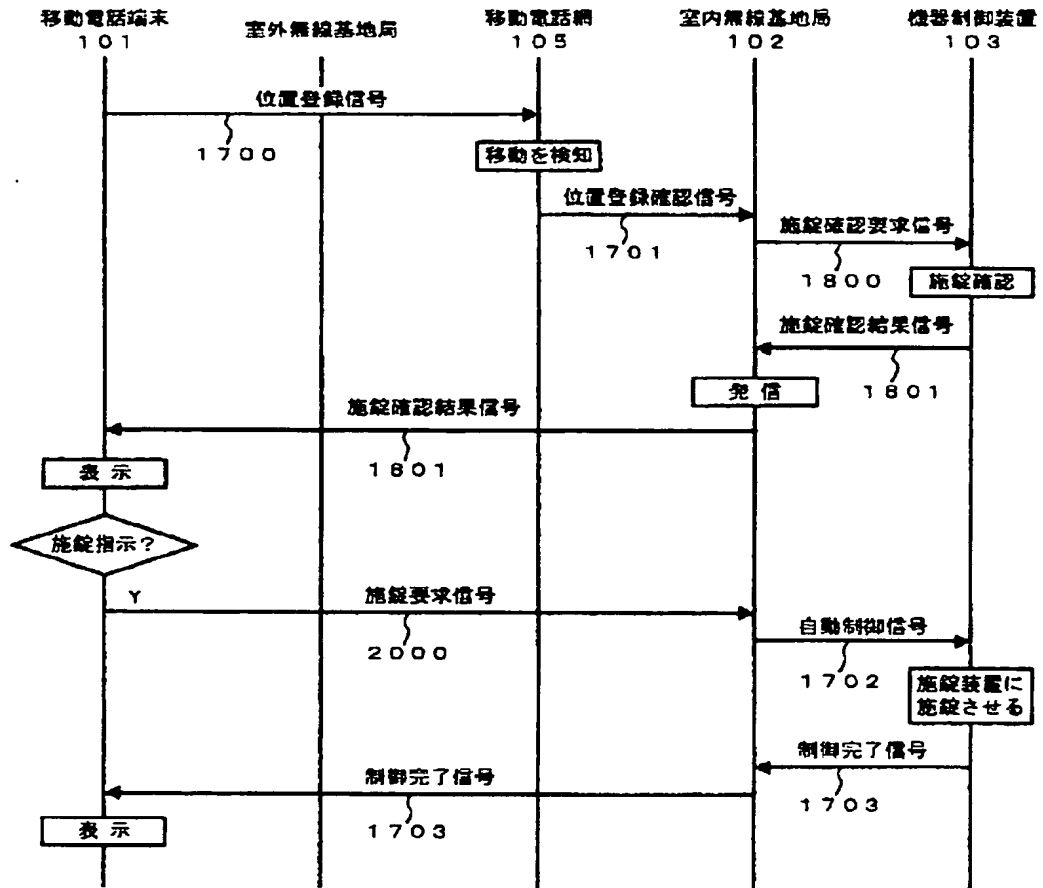 移動電話端末
101
室外無線基地局
移動電話網
105
室内無線基地局
102
機器制御装置
103
位置登録信号
1700
移動を検知
位置登録確認信号
1701
施錠確認要求信号
1800
施錠確認
施錠確認結果信号
1801
発信
施錠確認結果信号
1801
表示
施錠指示?
Y
施錠要求信号
2000
自動制御信号
1702
施錠装置に
施錠させる
制御完了信号
1703
制御完了信号
1703
表示